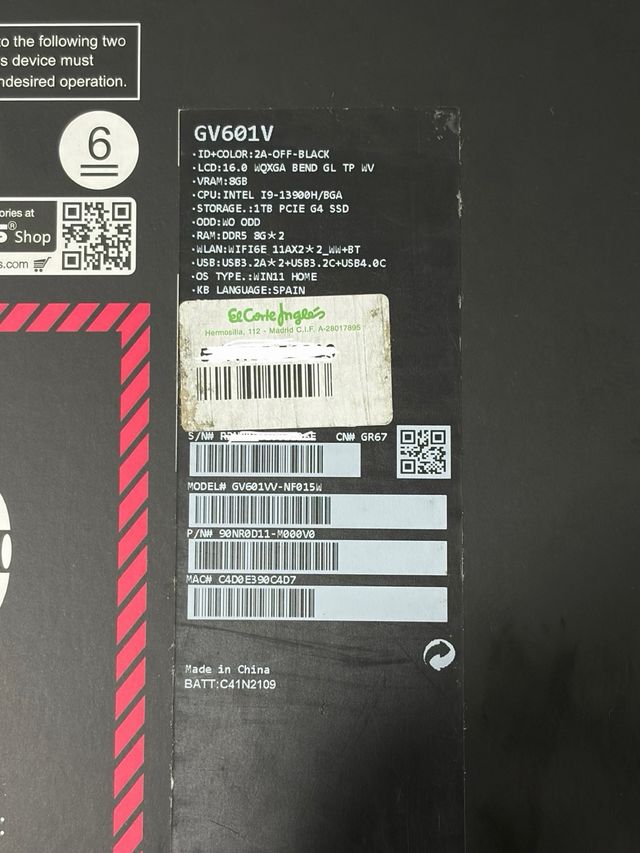 to the following two
s device must
ndesired operation.
6
ories at
5® Shop
s.com
GV601V
·ID+COLOR:2A-OFF-BLACK
·LCD:16.0 WQXGA BEND GL TP WV
·VRAM:8GB
·CPU:INTEL I9-13900H/BGA
·STORAGE.:1TB PCIE G4 SSD
·ODD:WO ODD
·RAM:DDR5 8G*2
·WLAN:WIFI6E 11AX2*2_WW+BT
·USB:USB3.2A*2+USB3.2C+USB4.0C
·OS TYPE.:WIN11 HOME
·KB LANGUAGE:SPAIN
El Corte Inglés
Hermosilla, 112 - Madrid C.I.F. A-28017895
S/N# CN# GR67
MODEL# GV601VV-NF015W
P/N# 90NR0D11-M000V0
MAC# C4D0E390C4D7
Made in China
BATT:C41N2109